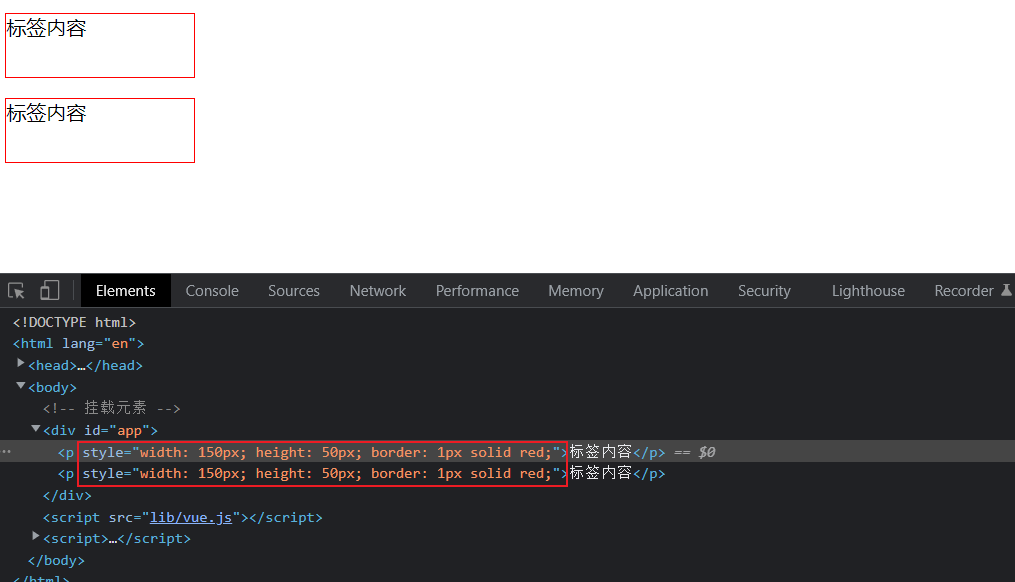 标签内容
标签内容
Elements Console Sources Network Performance Memory Application Security Lighthouse Recorder
<!DOCTYPE html>
<html lang="en">
<head>…</head>
<body>
<!-- 挂载元素 -->
<div id="app">
<p style="width: 150px; height: 50px; border: 1px solid red;">标签内容</p> == $0
<p style="width: 150px; height: 50px; border: 1px solid red;">标签内容</p>
</div>
<script src="lib/vue.js"></script>
<script>…</script>
</body>
</html>